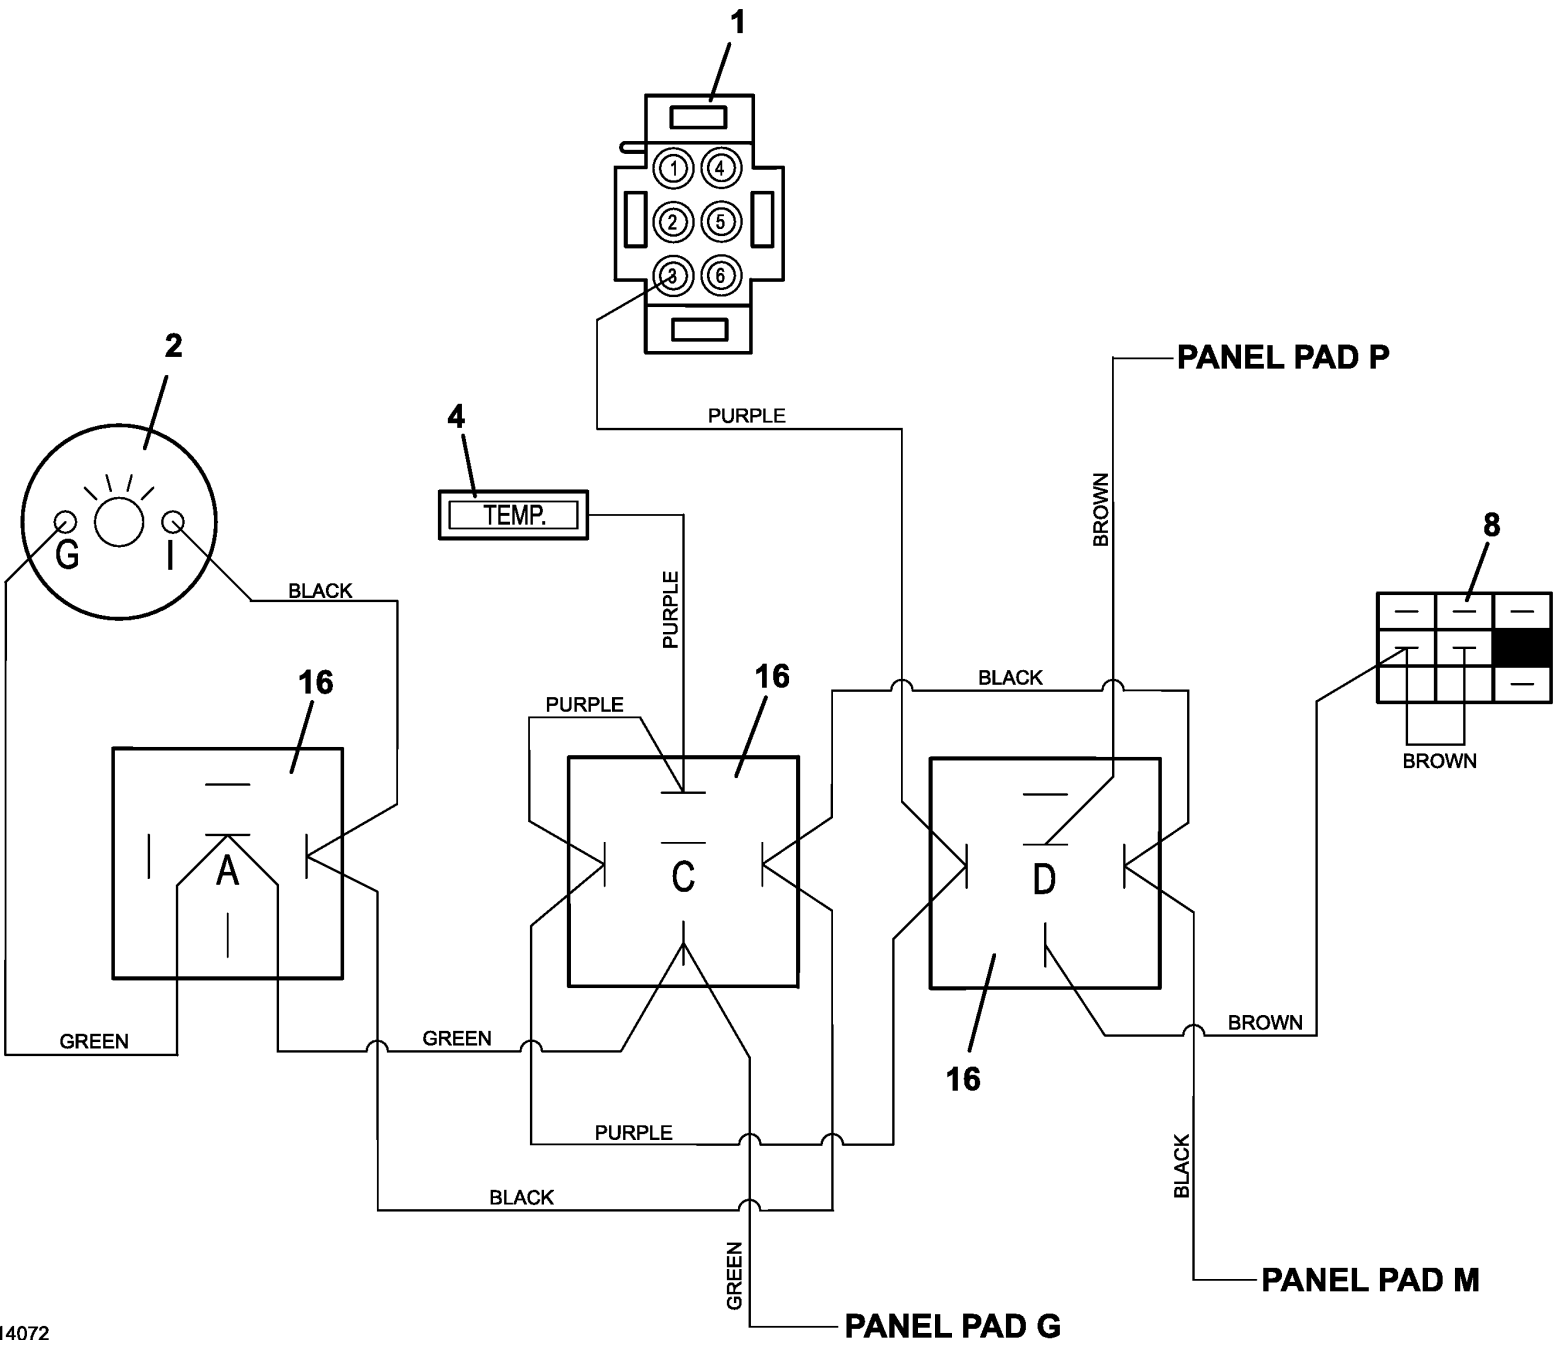 1
1 4
2 5
3 6
PANEL PAD P
2
4
PURPLE
BROWN
TEMP.
8
G I
BLACK
PURPLE
16
16
BLACK
PURPLE
BROWN
A
C
D
GREEN
GREEN
BROWN
16
PURPLE
BLACK
BLACK
GREEN
PANEL PAD M
PANEL PAD G
14072